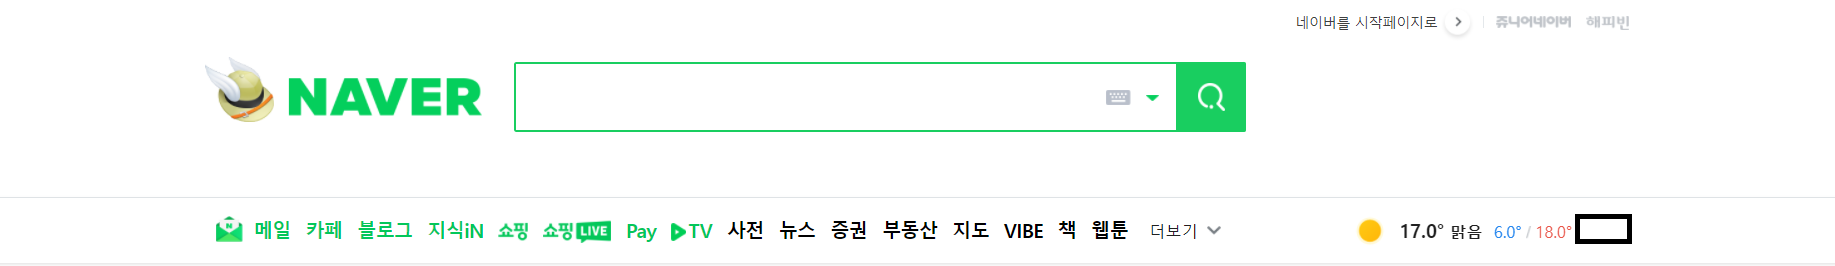 네이버를 시작페이지로 쥬니어네이버 해피빈
NAVER
메일 카페 블로그 지식iN 쇼핑 쇼핑LIVE Pay TV 사전 뉴스 증권 부동산 지도 VIBE 책 웹툰 더보기 17.0° 맑음 6.0° / 18.0°